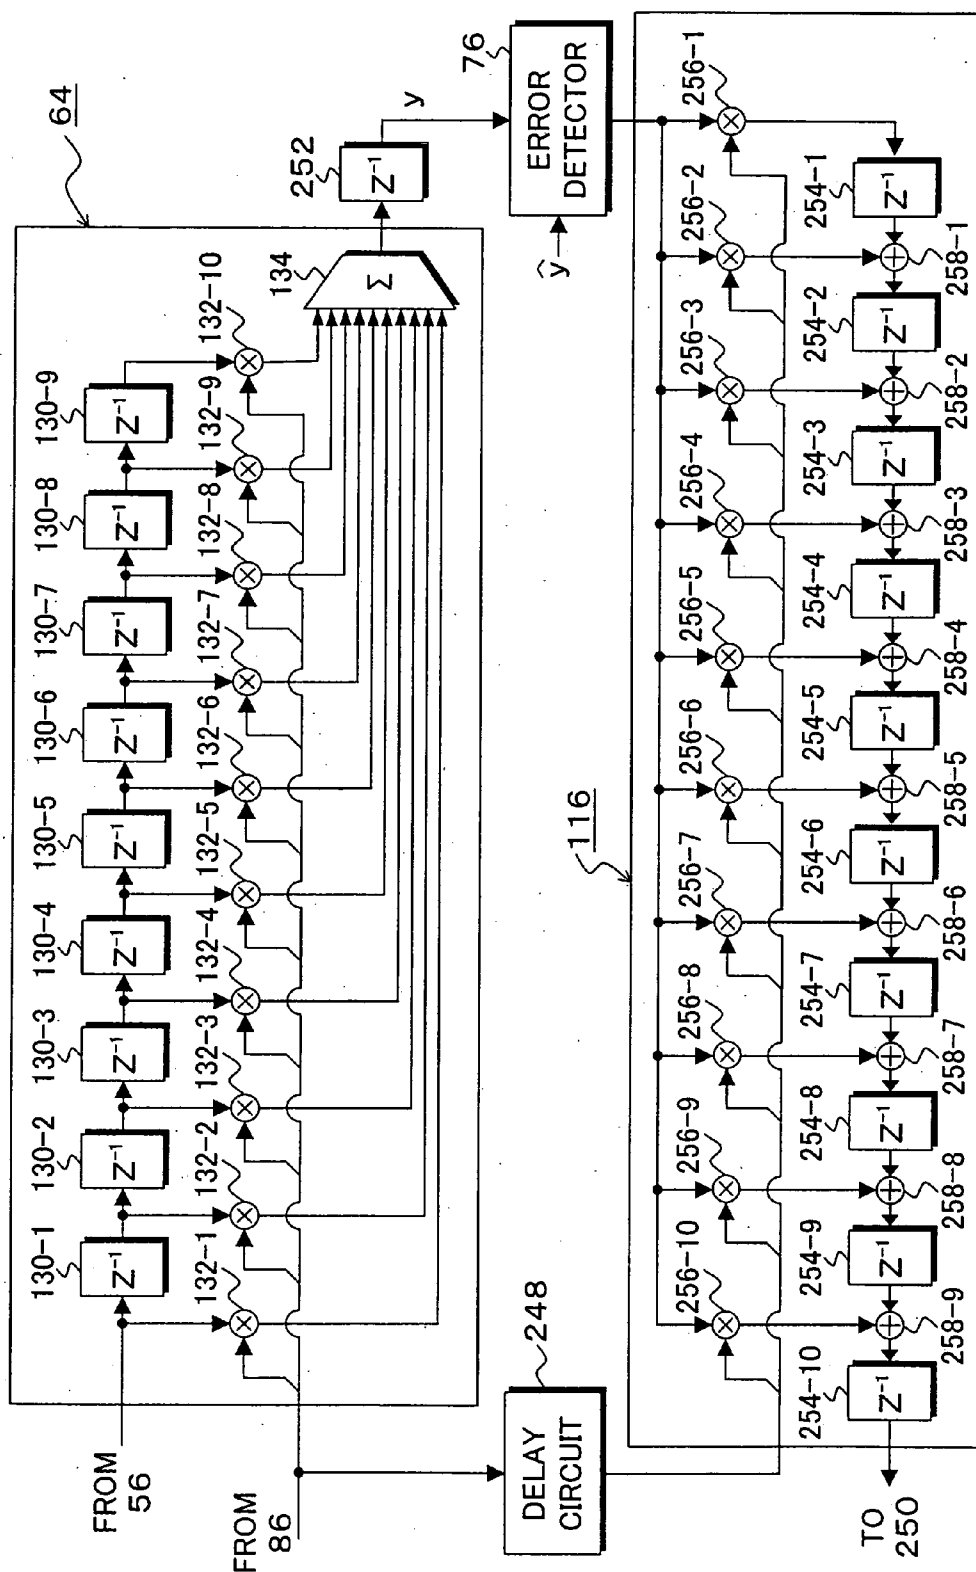 64
130-1
130-2
130-3
130-4
130-5
130-6
130-7
130-8
130-9
Z⁻¹
Z⁻¹
Z⁻¹
Z⁻¹
Z⁻¹
Z⁻¹
Z⁻¹
Z⁻¹
Z⁻¹
FROM
56
132-1
132-2
132-3
132-4
132-5
132-6
132-7
132-8
132-9
132-10
134
Σ
252
Z⁻¹
y
FROM
86
248
DELAY
CIRCUIT
ŷ
76
ERROR
DETECTOR
116
256-10
256-9
256-8
256-7
256-6
256-5
256-4
256-3
256-2
256-1
254-10
254-9
254-8
254-7
254-6
254-5
254-4
254-3
254-2
254-1
Z⁻¹
Z⁻¹
Z⁻¹
Z⁻¹
Z⁻¹
Z⁻¹
Z⁻¹
Z⁻¹
Z⁻¹
Z⁻¹
258-9
258-8
258-7
258-6
258-5
258-4
258-3
258-2
258-1
TO
250